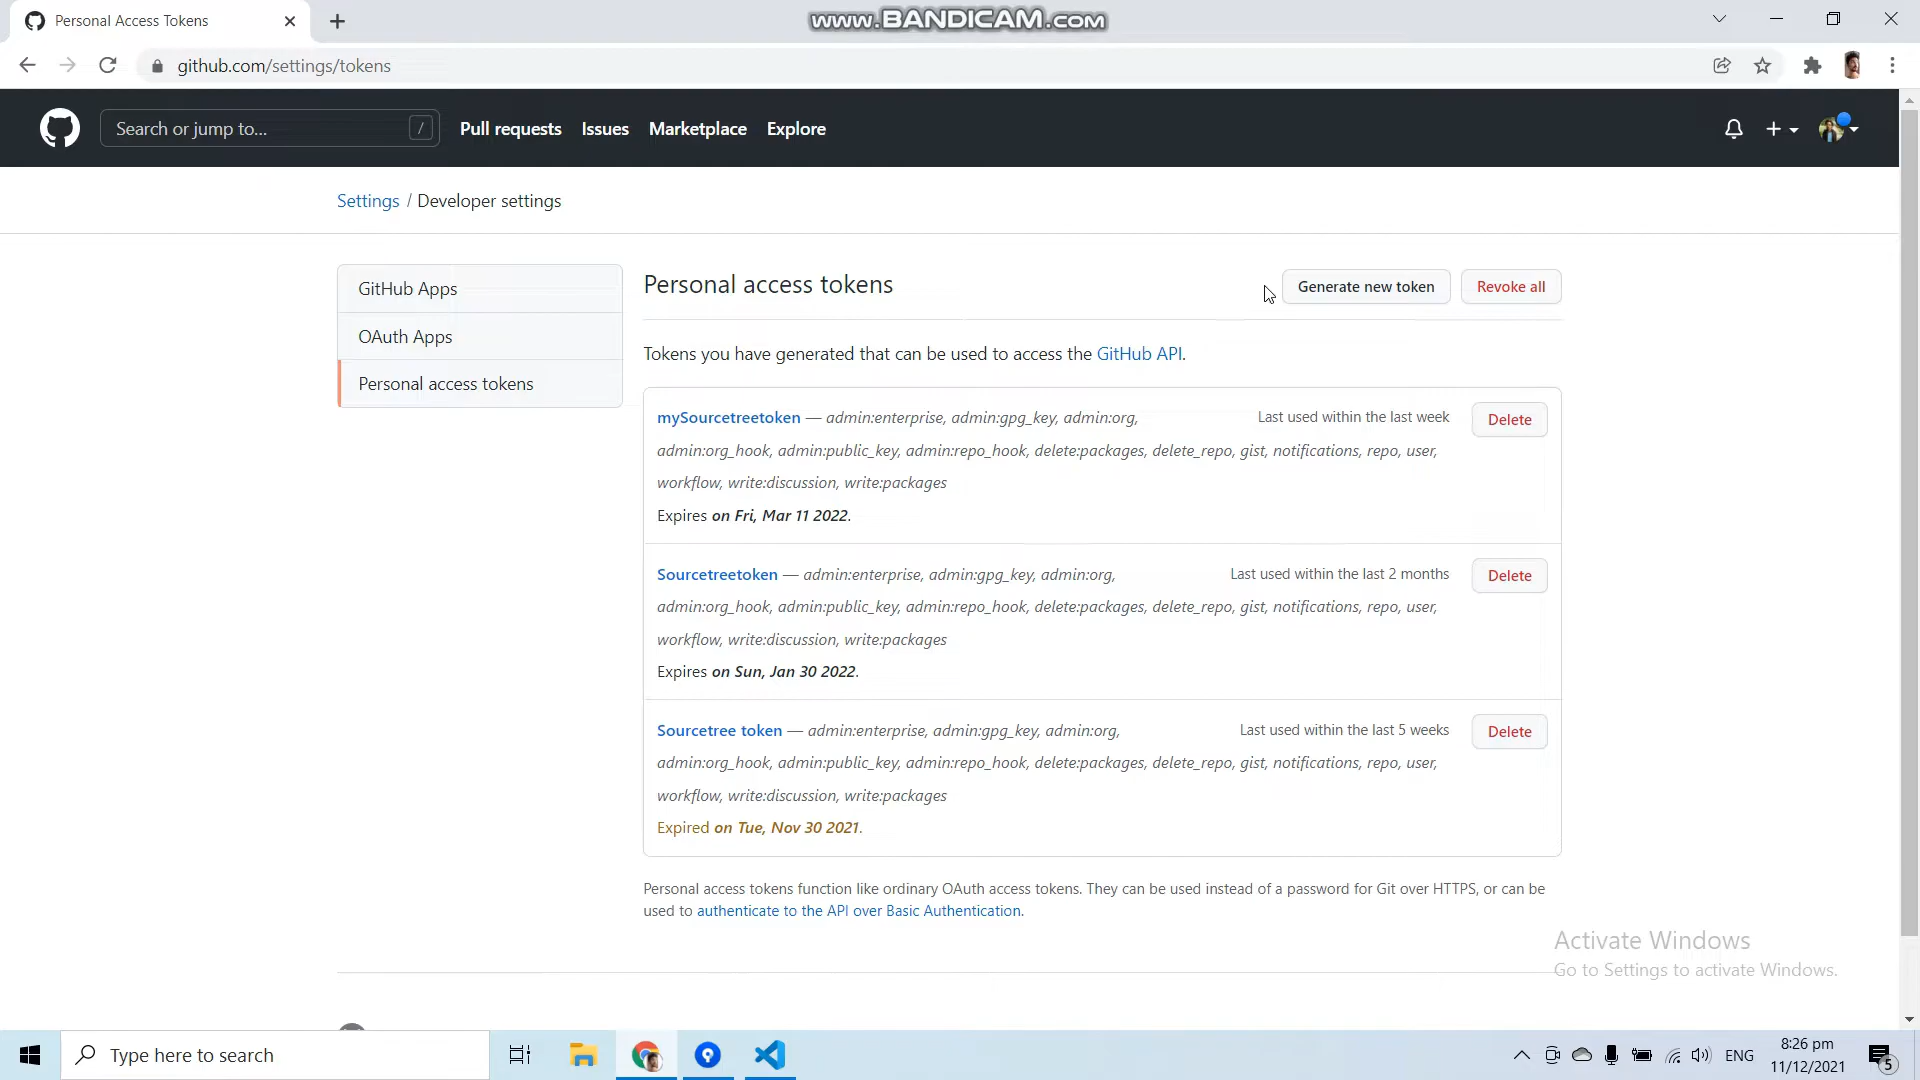 Personal Access Tokens
www.BANDICAM.com
github.com/settings/tokens
Search or jump to... /
Pull requests Issues Marketplace Explore
Settings / Developer settings
GitHub Apps
OAuth Apps
Personal access tokens
Personal access tokens
Generate new token
Revoke all
Tokens you have generated that can be used to access the GitHub API.
mySourcetreetoken — admin:enterprise, admin:gpg_key, admin:org,
Last used within the last week
Delete
admin:org_hook, admin:public_key, admin:repo_hook, delete:packages, delete_repo, gist, notifications, repo, user,
workflow, write:discussion, write:packages
Expires on Fri, Mar 11 2022.
Sourcetreetoken — admin:enterprise, admin:gpg_key, admin:org,
Last used within the last 2 months
Delete
admin:org_hook, admin:public_key, admin:repo_hook, delete:packages, delete_repo, gist, notifications, repo, user,
workflow, write:discussion, write:packages
Expires on Sun, Jan 30 2022.
Sourcetree token — admin:enterprise, admin:gpg_key, admin:org,
Last used within the last 5 weeks
Delete
admin:org_hook, admin:public_key, admin:repo_hook, delete:packages, delete_repo, gist, notifications, repo, user,
workflow, write:discussion, write:packages
Expired on Tue, Nov 30 2021.
Personal access tokens function like ordinary OAuth access tokens. They can be used instead of a password for Git over HTTPS, or can be
used to authenticate to the API over Basic Authentication.
Activate Windows
Go to Settings to activate Windows.
Type here to search
ENG
8:26 pm
11/12/2021
5